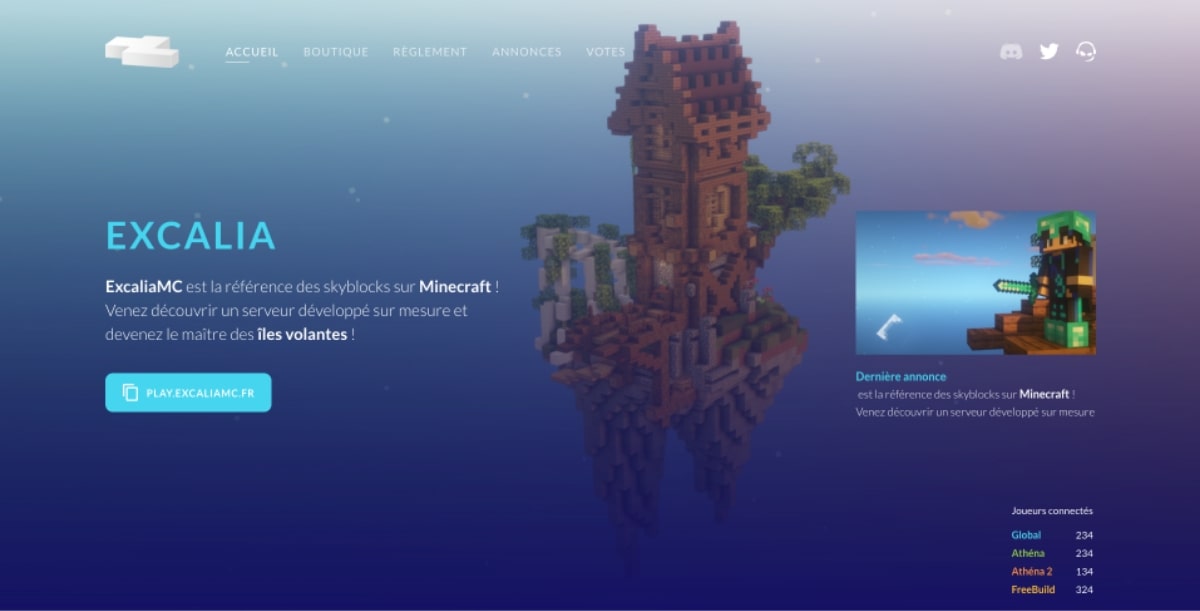 ACCUEIL BOUTIQUE RÈGLEMENT ANNONCES VOTES
EXCALIA
ExcaliaMC est la référence des skyblocks sur Minecraft !
Venez découvrir un serveur développé sur mesure et
devenez le maître des îles volantes !
PLAY.EXCALIAMC.FR
Dernière annonce
est la référence des skyblocks sur Minecraft !
Venez découvrir un serveur développé sur mesure
Joueurs connectés
Global 234
Athéna 234
Athéna 2 134
FreeBuild 324